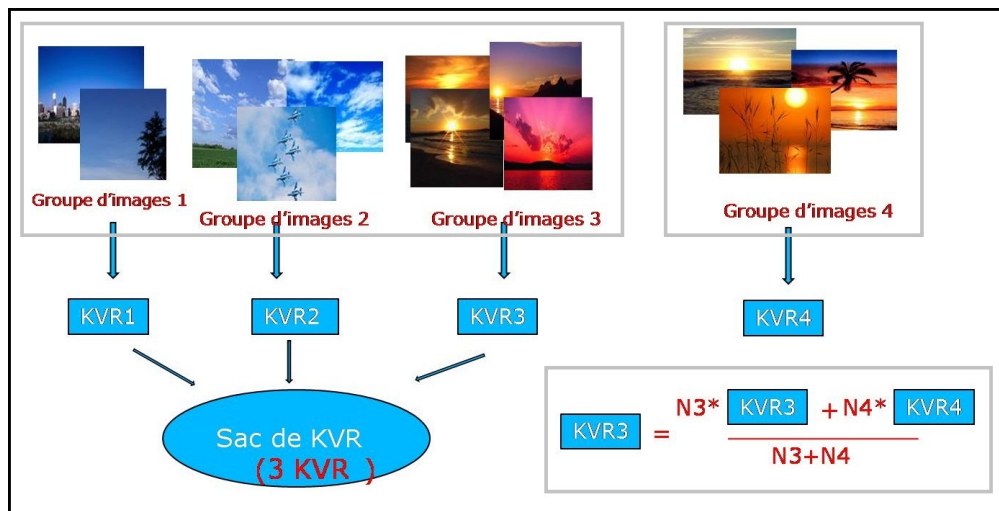 Groupe d'images 1
Groupe d'images 2
Groupe d'images 3
Groupe d'images 4
KVR1
KVR2
KVR3
KVR4
Sac de KVR
(3 KVR )
KVR3 = N3* KVR3 + N4* KVR4
N3+N4